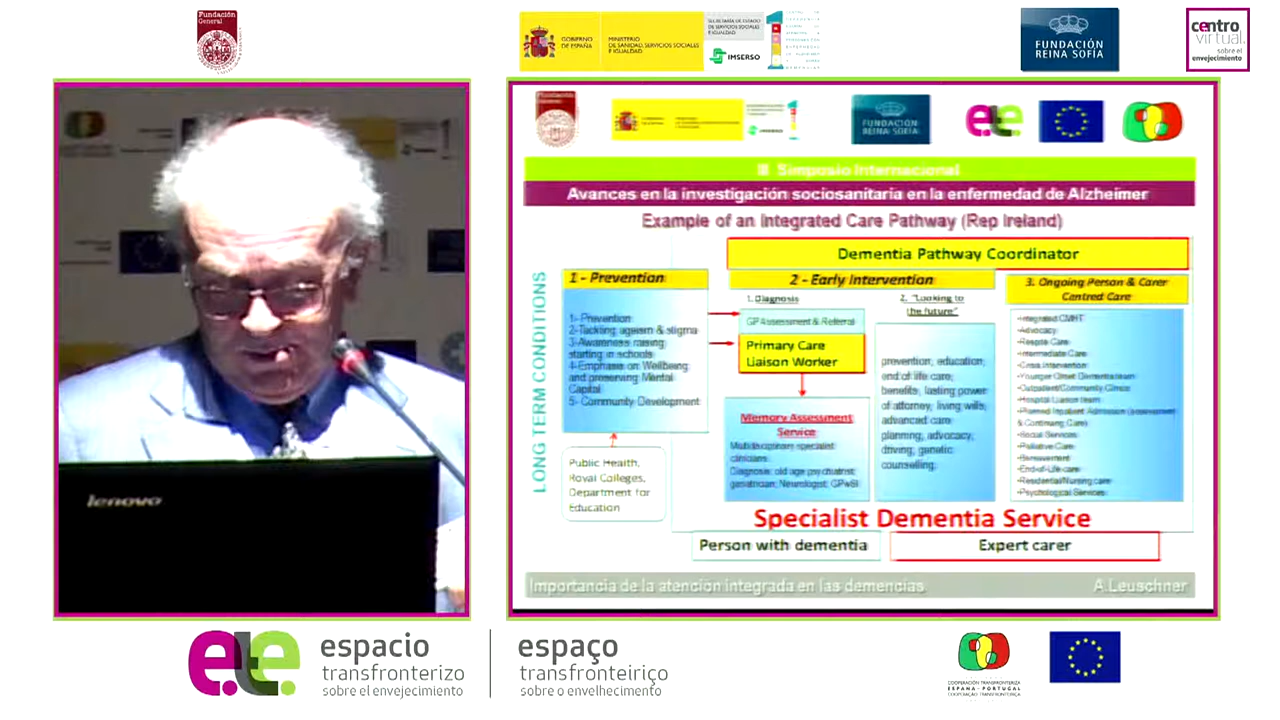 Fundación
General
GOBIERNO
DE ESPAÑA
MINISTERIO
DE SANIDAD, SERVICIOS SOCIALES
E IGUALDAD
SECRETARÍA DE ESTADO
DE SERVICIOS SOCIALES
E IGUALDAD
IMSERSO
FUNDACIÓN
REINA SOFÍA
centro
virtual
sobre el
envejecimiento
FUNDACIÓN
REINA SOFÍA
ele
III Simposio Internacional
Avances en la investigación sociosanitaria en la enfermedad de Alzheimer
Example of an Integrated Care Pathway (Rep Ireland)
LONG TERM CONDITIONS
Dementia Pathway Coordinator
1 - Prevention
1- Prevention
2-Tackling ageism & stigma
3-Awareness raising
starting in schools
4-Emphasis on Wellbeing
and preserving Mental
Capital
5- Community Development
Public Health,
Royal Colleges,
Department for
Education
2 - Early Intervention
1. Diagnosis
GP Assessment & Referral
Primary Care
Liaison Worker
Memory Assessment
Service
Multidisciplinary specialist
clinicians
Diagnosis: old age psychiatrist;
geriatrician; Neurologist; GPwSI
2. "Looking to
the future"
prevention; education;
end of life care;
benefits; lasting power
of attorney; living wills;
advanced care
planning; advocacy;
driving; genetic
counselling;
3. Ongoing Person & Carer
Centred Care
•Integrated CMHT
•Advocacy
•Respite Care
•Intermediate Care
•Crisis intervention
•Younger Onset Dementia team
•Outpatient/Community Clinics
•Hospital Liaison team
•Planned Inpatient Admission (assessment
& Continuing Care)
•Social Services
•Palliative Care
•Bereavement
•End-of-Life care
•Residential/Nursing care
•Psychological Services
Specialist Dementia Service
Person with dementia
Expert carer
Importancia de la atención integrada en las demencias
A.Leuschner
lenovo
ele
espacio
transfronterizo
sobre el envejecimiento
espaço
transfronteiriço
sobre o envelhecimento
COOPERACIÓN TRANSFRONTERIZA
ESPAÑA - PORTUGAL
COOPERAÇÃO TRANSFRONTEIRIÇA